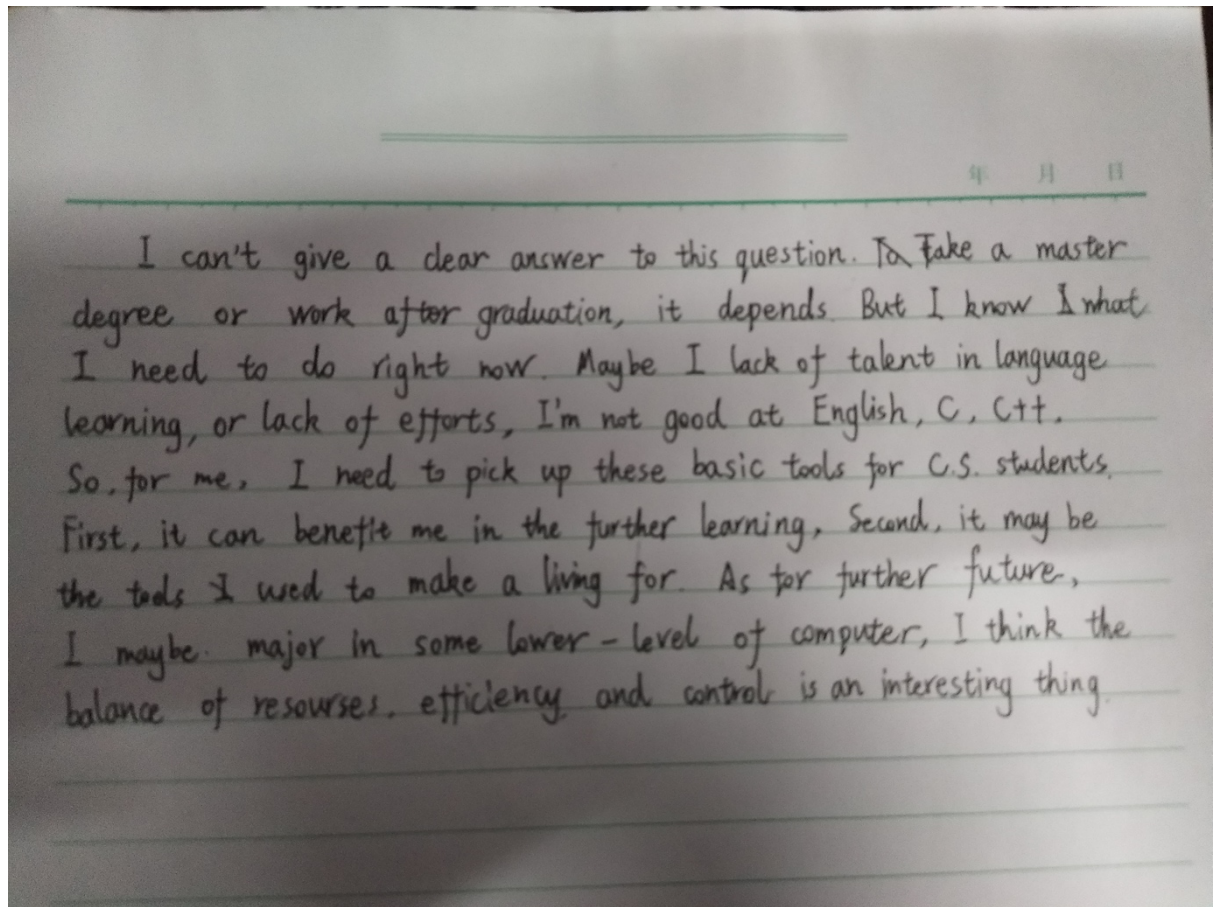 年 月 日
I can't give a clear answer to this question. Take a master
degree or work after graduation, it depends. But I know what
I need to do right now. Maybe I lack of talent in language
learning, or lack of efforts, I'm not good at English, C, C++.
So, for me, I need to pick up these basic tools for C.S. students.
First, it can benefit me in the further learning, Second, it may be
the tools I used to make a living for. As for further future,
I maybe major in some lower-level of computer, I think the
balance of resourses, efficiency and control is an interesting thing.